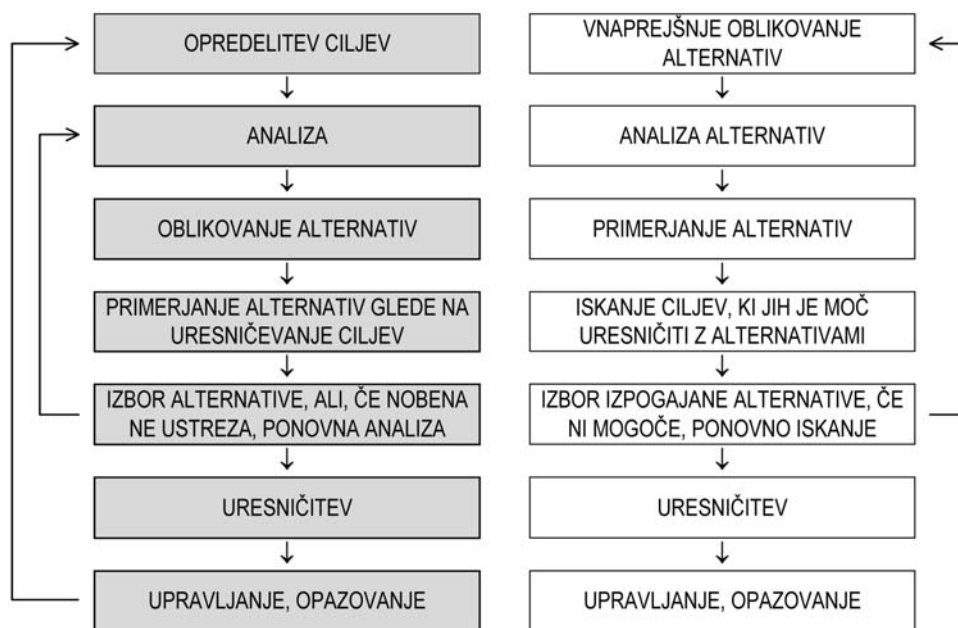 OPREDELITEV CILJEV
ANALIZA
OBLIKOVANJE ALTERNATIV
PRIMERJANJE ALTERNATIV GLEDE NA
URESNIČEVANJE CILJEV
IZBOR ALTERNATIVE, ALI, ČE NOBENA
NE USTREZA, PONOVNA ANALIZA
URESNIČITEV
UPRAVLJANJE, OPAZOVANJE
VNAPREJŠNJE OBLIKOVANJE
ALTERNATIV
ANALIZA ALTERNATIV
PRIMERJANJE ALTERNATIV
ISKANJE CILJEV, KI JIH JE MOČ
URESNIČITI Z ALTERNATIVAMI
IZBOR IZPOGAJANE ALTERNATIVE, ČE
NI MOGOČE, PONOVNO ISKANJE
URESNIČITEV
UPRAVLJANJE, OPAZOVANJE